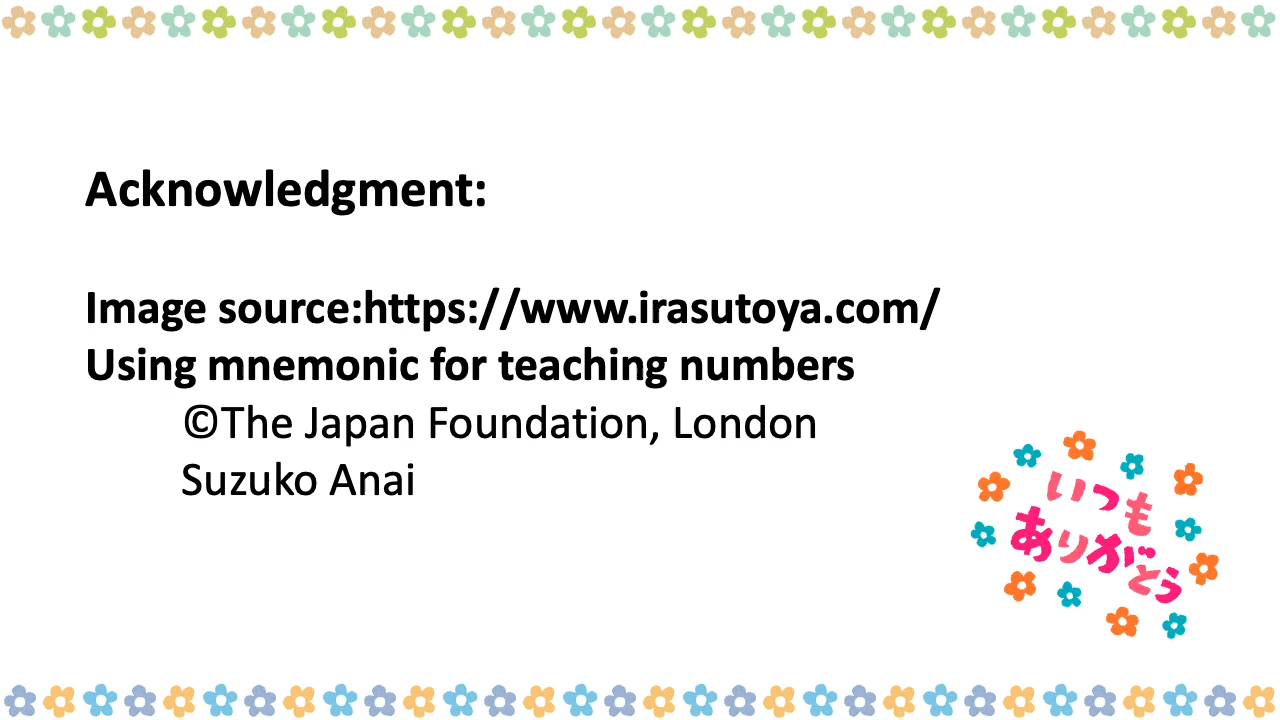 Acknowledgment:
Image source:https://www.irasutoya.com/
Using mnemonic for teaching numbers
©The Japan Foundation, London
Suzuko Anai
いつも
ありがとう